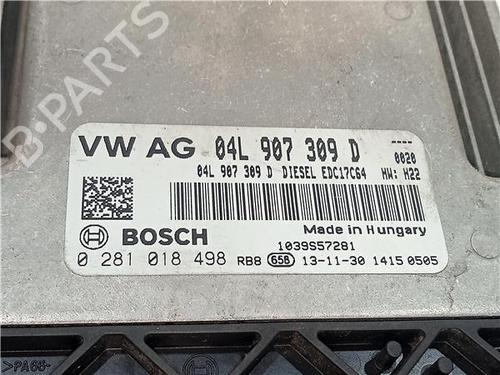 B-PARTS
VW AG 04L 907 309 D ----
04L 907 309 D DIESEL EDC17C64 0020
HW: H22
Made in Hungary
BOSCH 1039S57281
0 281 018 498 RB8 658 13-11-30 1415 0505
>PA66-